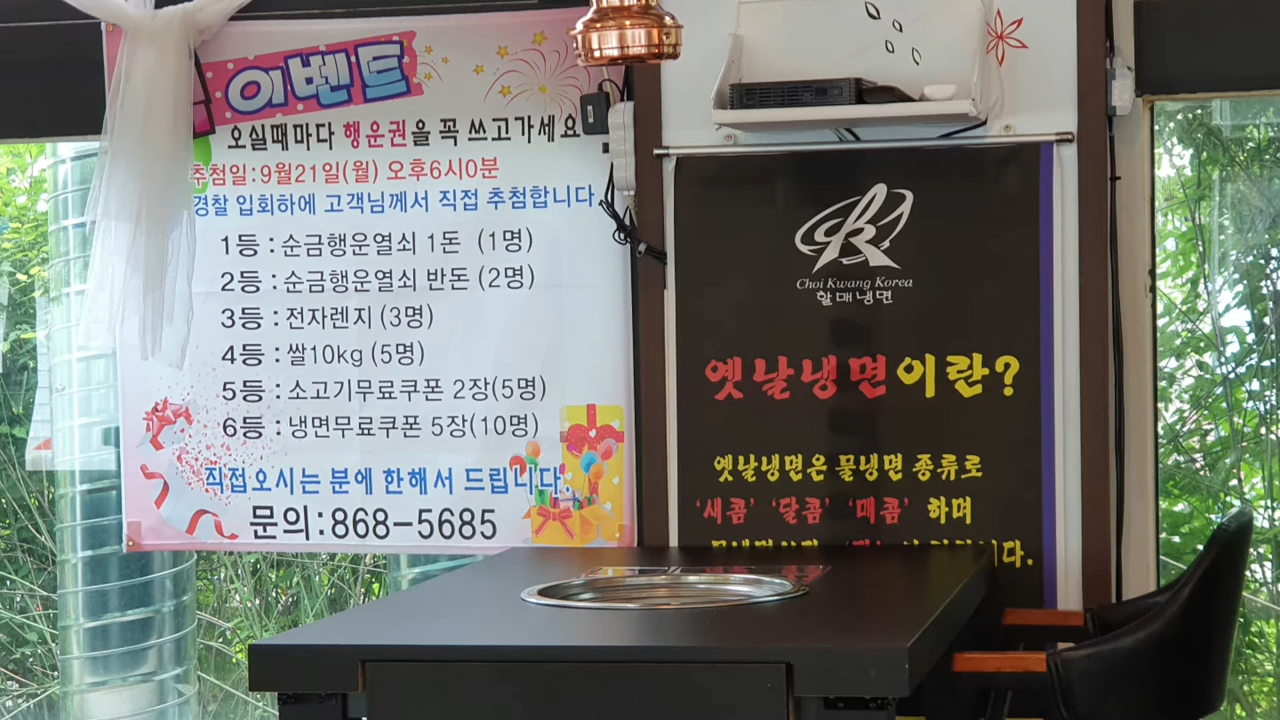 이벤트
오실때마다 행운권을 꼭 쓰고가세요
추첨일:9월21일(월) 오후6시0분
경찰 입회하에 고객님께서 직접 추첨합니다
1등 : 순금행운열쇠 1돈 (1명)
2등 : 순금행운열쇠 반돈 (2명)
3등 : 전자렌지 (3명)
4등 : 쌀10kg (5명)
5등 : 소고기무료쿠폰 2장(5명)
6등 : 냉면무료쿠폰 5장(10명)
직접오시는 분에 한해서 드립니다.
문의:868-5685
Choi Kwang Korea
할매냉면
옛날냉면이란?
옛날냉면은 물냉면 종류로
'새콤' '달콤' '매콤' 하며